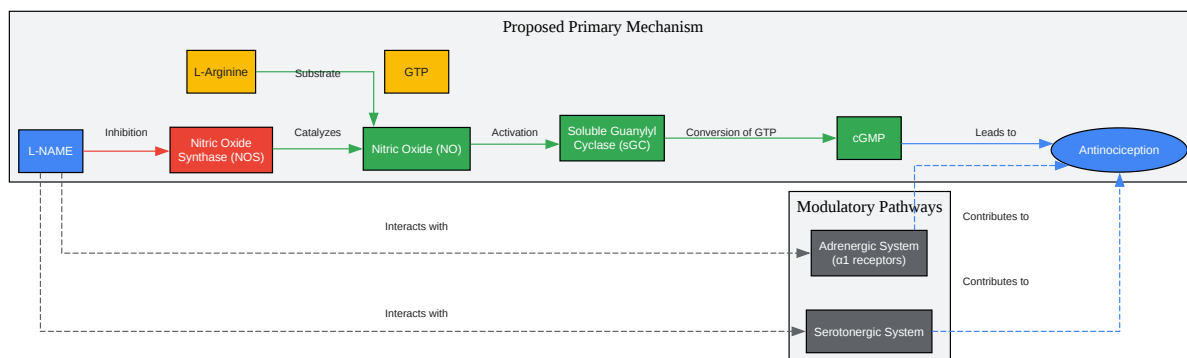 Proposed Primary Mechanism
L-Arginine
Substrate
GTP
L-NAME
Inhibition
Nitric Oxide
Synthase (NOS)
Catalyzes
Nitric Oxide (NO)
Activation
Soluble Guanylyl
Cyclase (sGC)
Conversion of GTP
cGMP
Leads to
Antinociception
Modulatory Pathways
Interacts with
Adrenergic System
(α1 receptors)
Contributes to
Interacts with
Serotonergic System
Contributes to